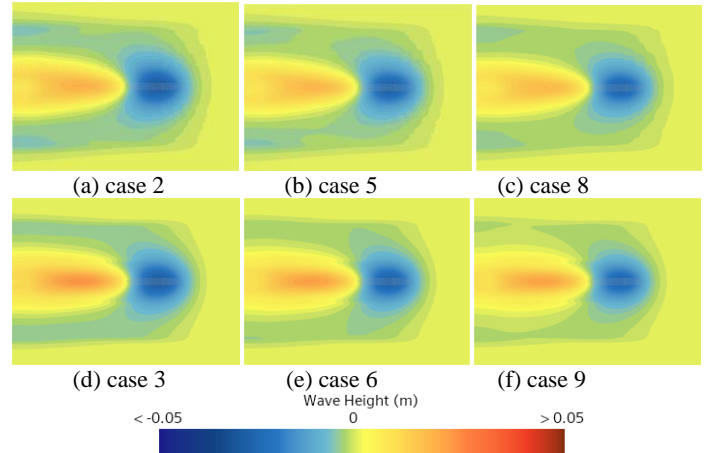 (a) case 2 (b) case 5 (c) case 8
(d) case 3 (e) case 6 (f) case 9
Wave Height (m)
< -0.05 0 > 0.05